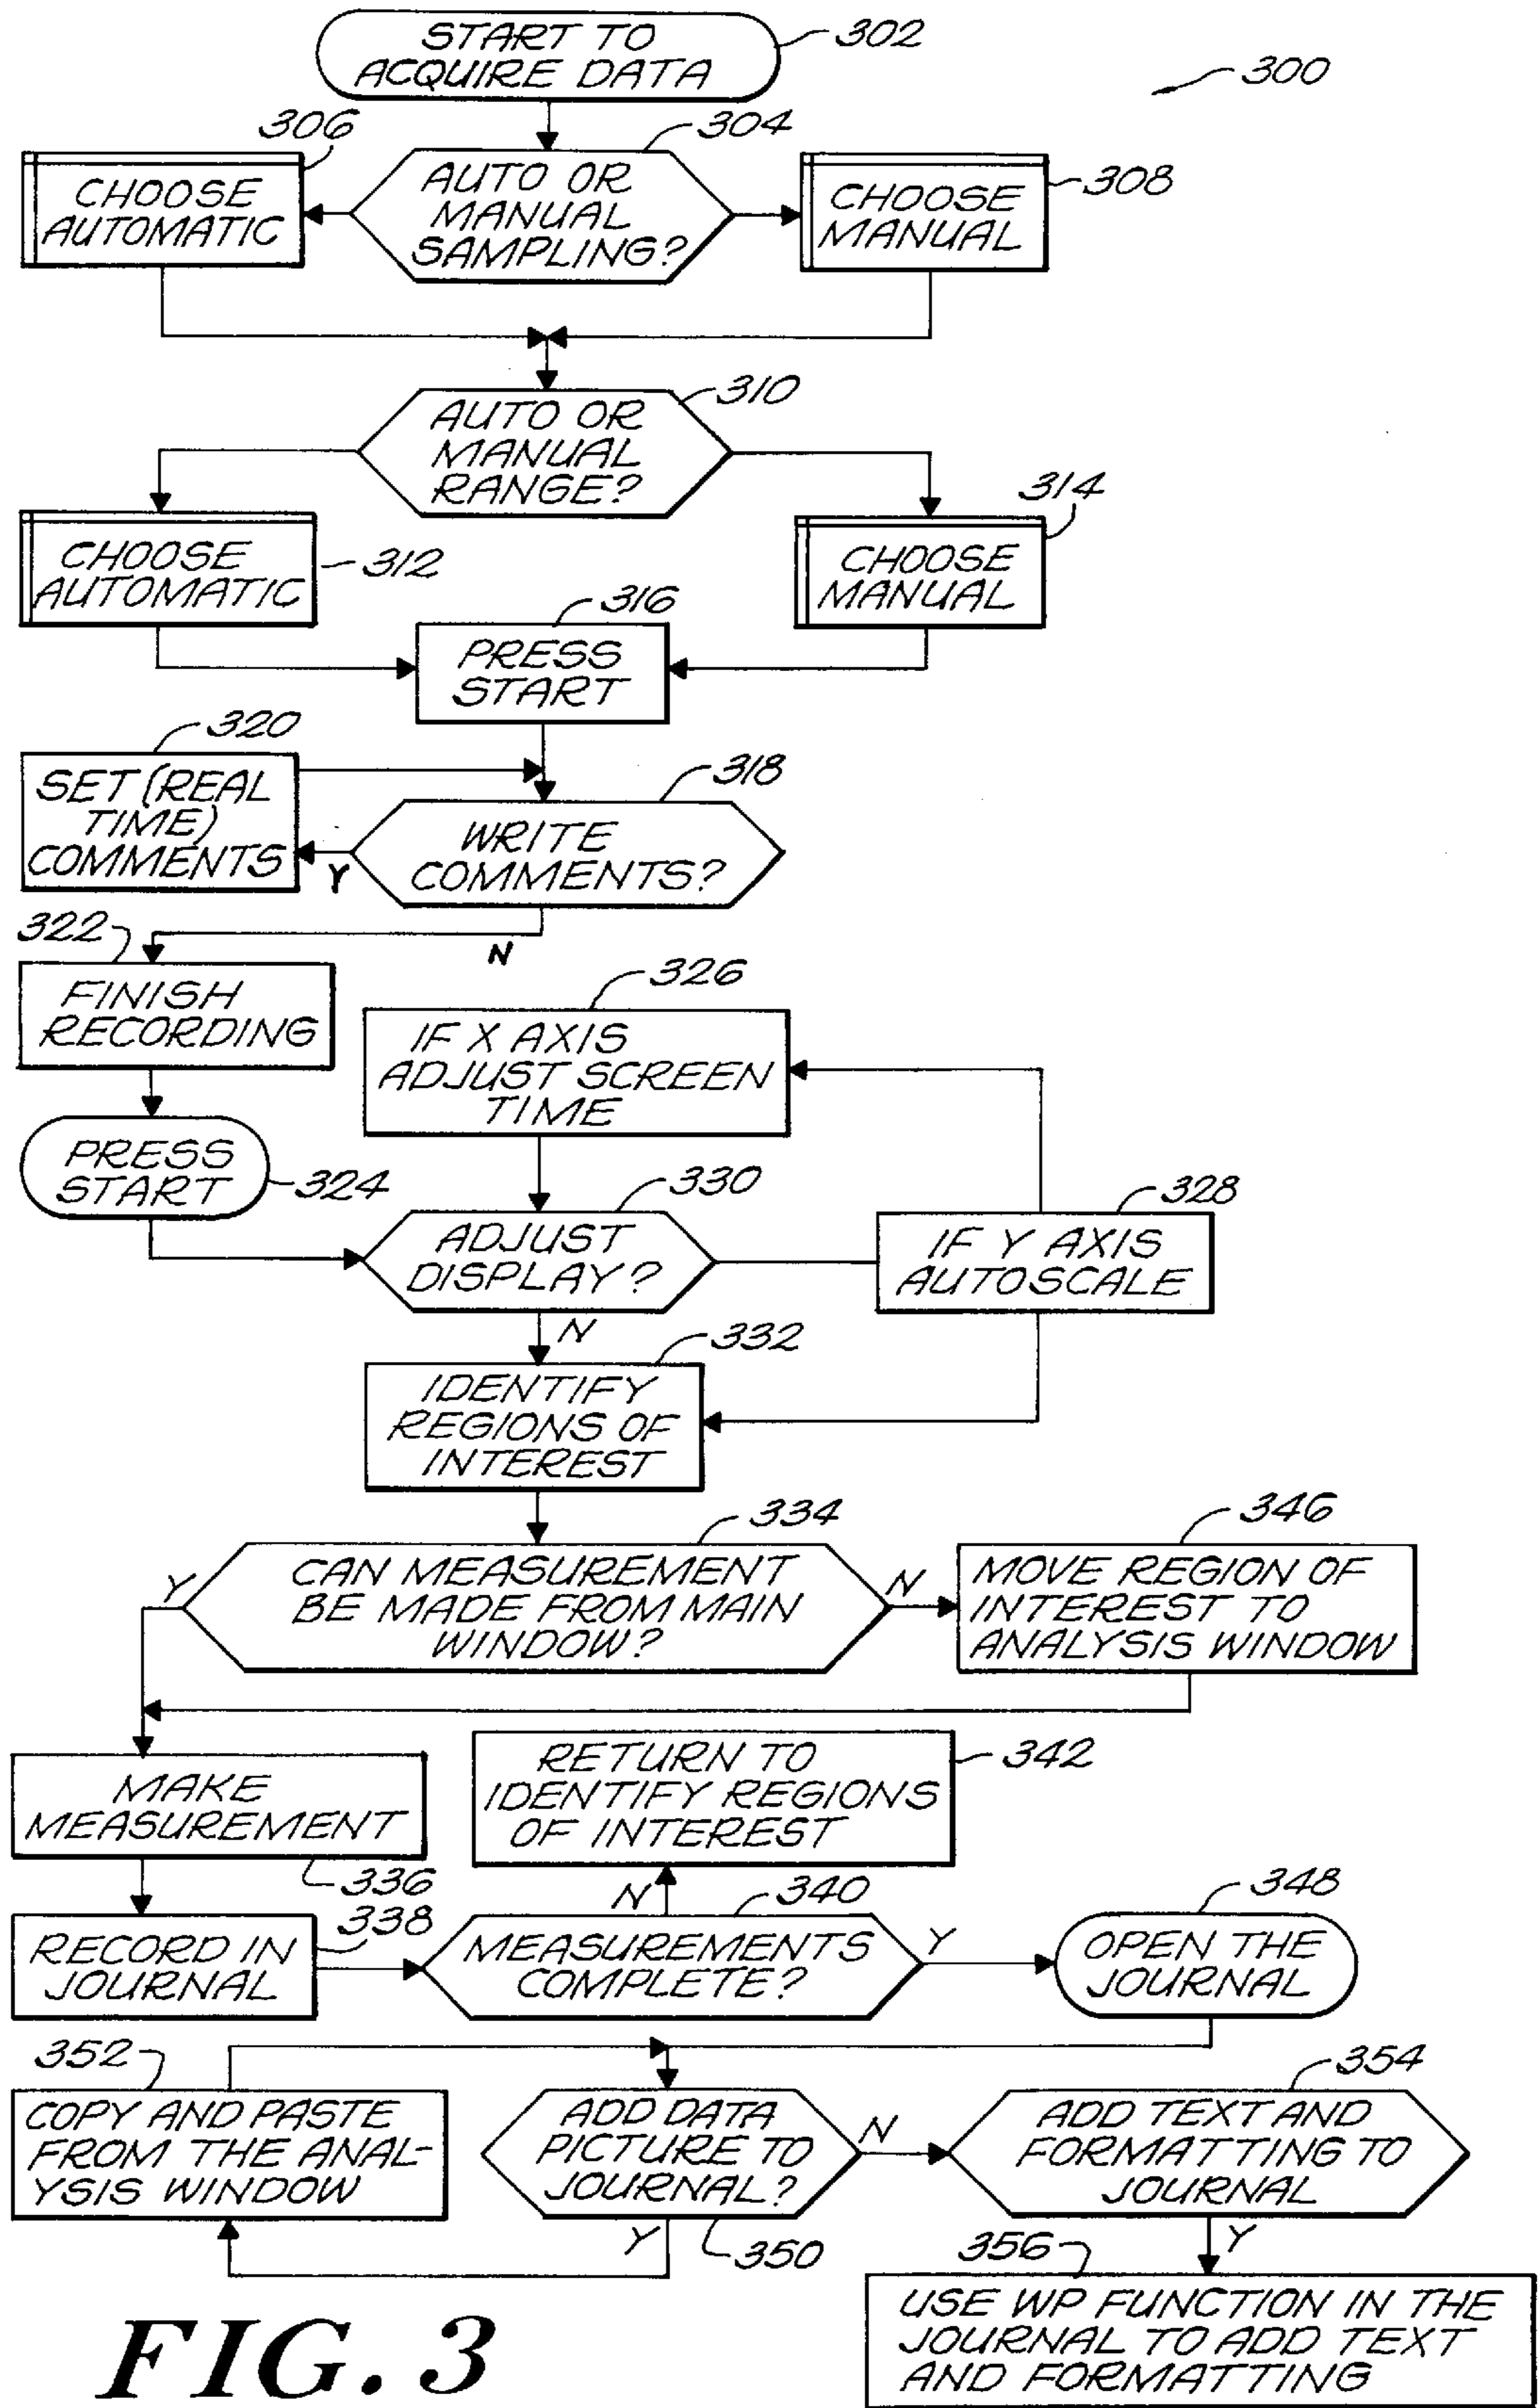 START TO
ACQUIRE DATA
302
300
306
304
CHOOSE
AUTOMATIC
AUTO OR
MANUAL
SAMPLING?
CHOOSE
MANUAL
308
310
AUTO OR
MANUAL
RANGE?
314
CHOOSE
AUTOMATIC
312
CHOOSE
MANUAL
316
PRESS
START
320
SET (REAL
TIME)
COMMENTS
318
WRITE
COMMENTS?
Y
N
322
FINISH
RECORDING
326
IF X AXIS
ADJUST SCREEN
TIME
PRESS
START
324
330
ADJUST
DISPLAY?
328
IF Y AXIS
AUTOSCALE
N
332
IDENTIFY
REGIONS OF
INTEREST
334
346
Y
CAN MEASUREMENT
BE MADE FROM MAIN
WINDOW?
N
MOVE REGION OF
INTEREST TO
ANALYSIS WINDOW
MAKE
MEASUREMENT
336
RETURN TO
IDENTIFY REGIONS
OF INTEREST
342
N
340
348
RECORD IN
JOURNAL
338
MEASUREMENTS
COMPLETE?
Y
OPEN THE
JOURNAL
352
354
COPY AND PASTE
FROM THE ANAL-
YSIS WINDOW
ADD DATA
PICTURE TO
JOURNAL?
N
ADD TEXT AND
FORMATTING TO
JOURNAL
Y
350
356
Y
USE WP FUNCTION IN THE
JOURNAL TO ADD TEXT
AND FORMATTING
FIG. 3